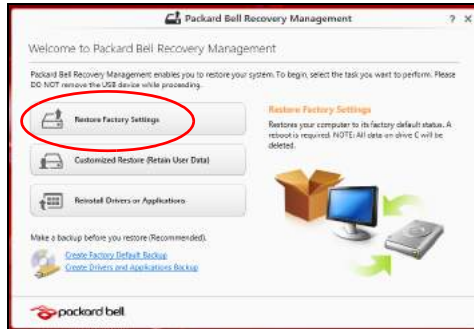 Packard Bell Recovery Management ? X
Welcome to Packard Bell Recovery Management
Packard Bell Recovery Management enables you to restore your system. To begin, select the task you want to perform. Please
DO NOT remove the USB device while proceeding.
Restore Factory Settings
Customized Restore (Retain User Data)
Reinstall Drivers or Applications
Restore Factory Settings
Restores your computer to its factory default status. A
reboot is required. NOTE: All data on drive C will be
deleted.
Make a backup before you restore (Recommended).
Create Factory Default Backup
Create Drivers and Applications Backup
packard bell